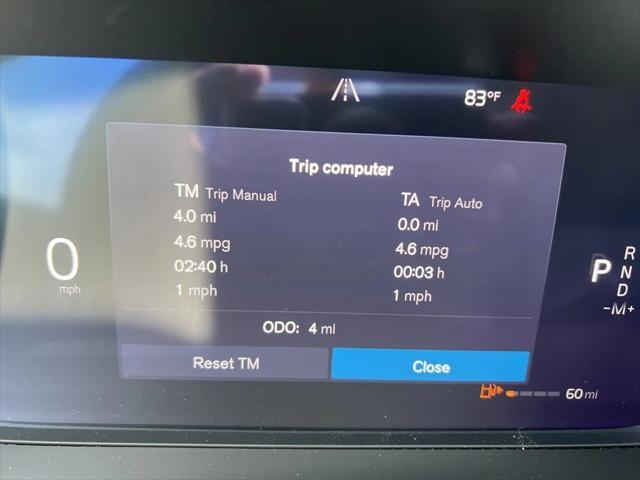 83°F
Trip computer
TM Trip Manual
4.0 mi
4.6 mpg
02:40 h
1 mph
TA Trip Auto
0.0 mi
4.6 mpg
00:03 h
1 mph
ODO: 4 mi
Reset TM
Close
0
mph
P
R
N
D
-M+
60 mi